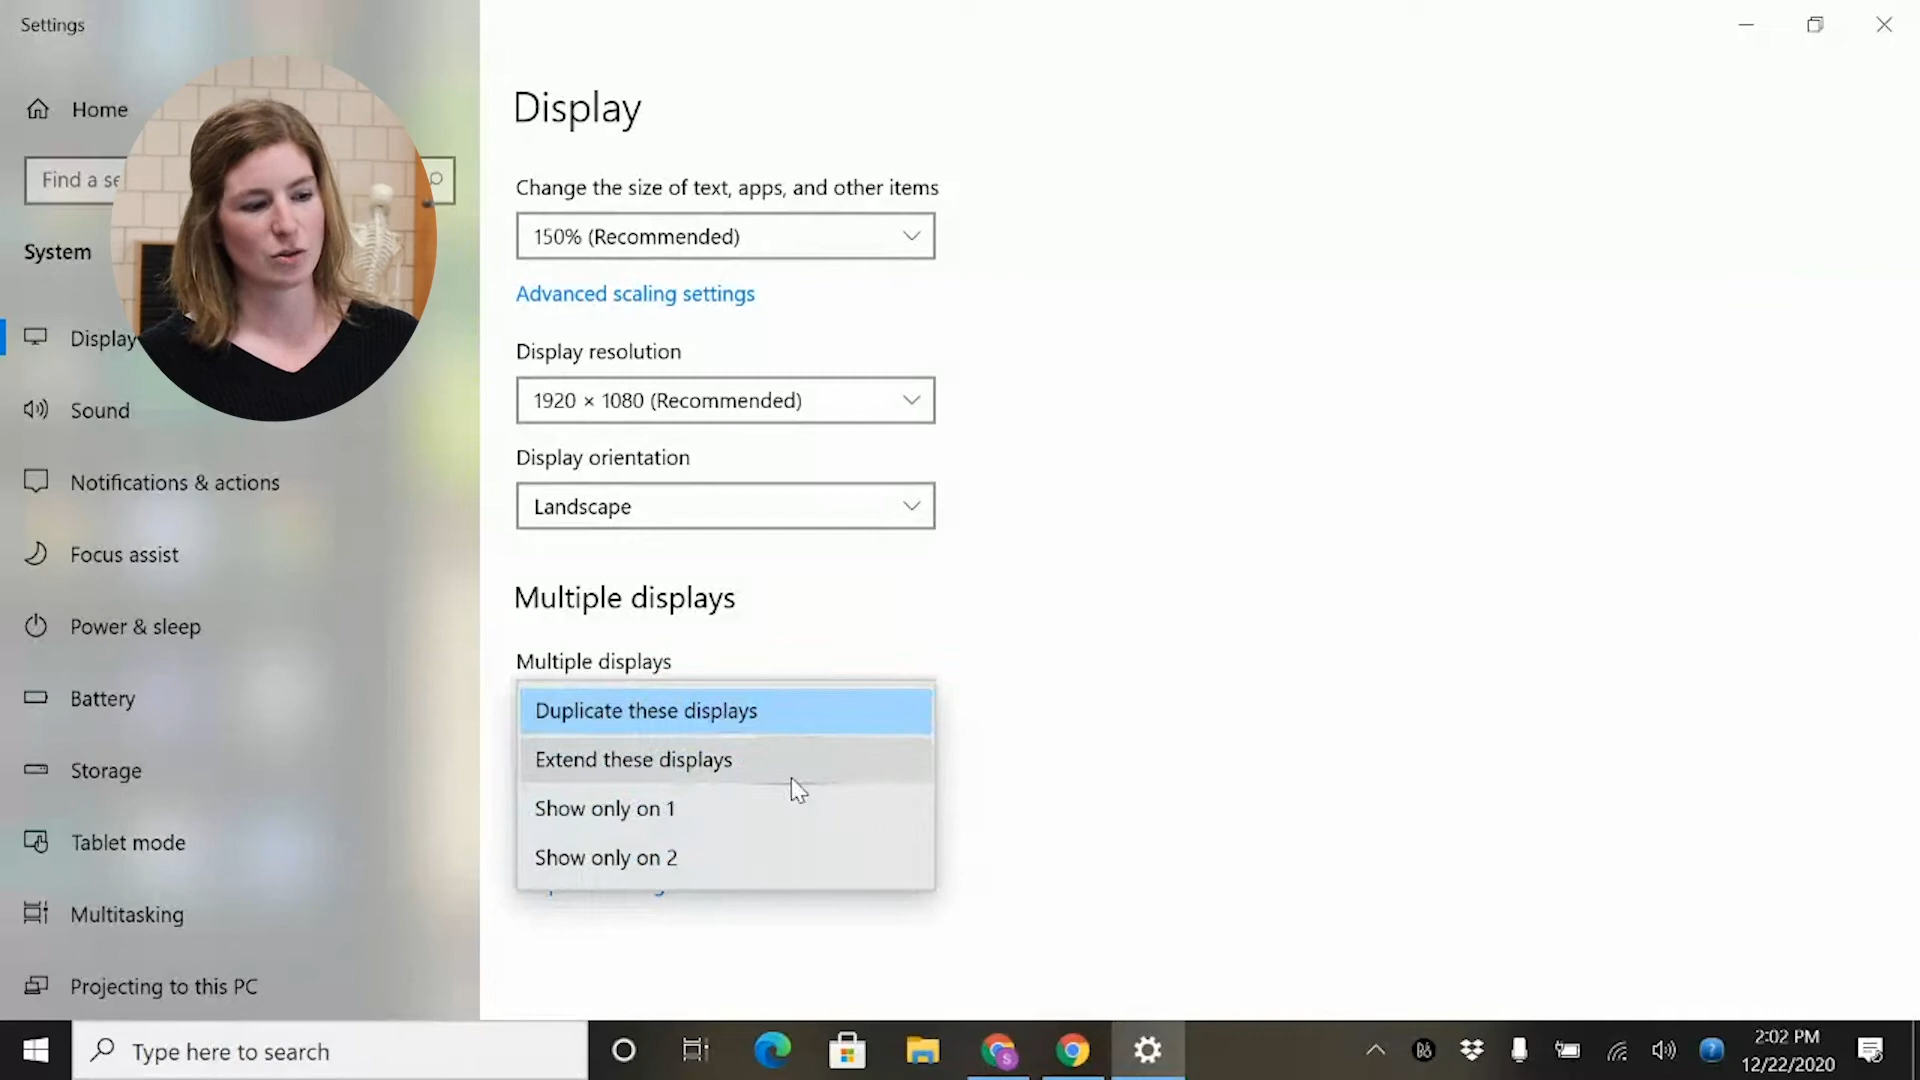 Settings
Home
Find a se
System
Display
Sound
Notifications & actions
Focus assist
Power & sleep
Battery
Storage
Tablet mode
Multitasking
Projecting to this PC
Display
Change the size of text, apps, and other items
150% (Recommended)
Advanced scaling settings
Display resolution
1920 × 1080 (Recommended)
Display orientation
Landscape
Multiple displays
Multiple displays
Duplicate these displays
Extend these displays
Show only on 1
Show only on 2
Type here to search
S
?
2:02 PM
12/22/2020